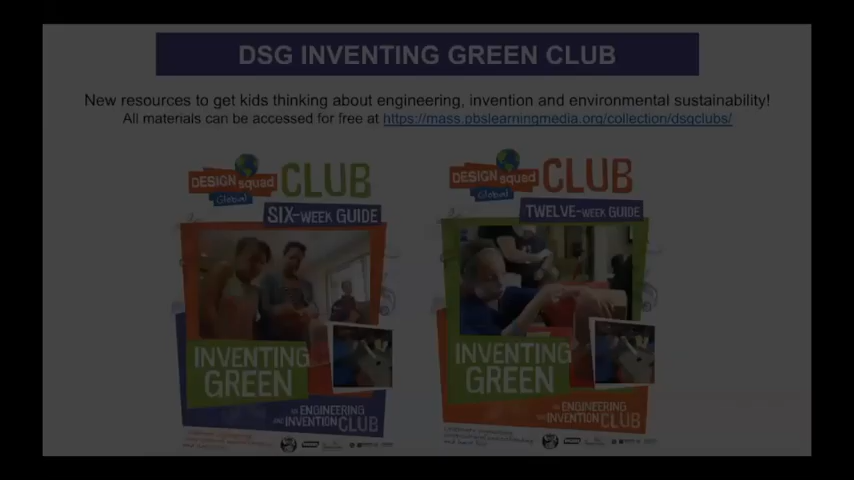 DSG INVENTING GREEN CLUB
New resources to get kids thinking about engineering, invention and environmental sustainability!
All materials can be accessed for free at https://mass.pbslearningmedia.org/collection/dsgclubs/
DESIGN squad
Global
CLUB
SIX-WEEK GUIDE
INVENTING
GREEN
AN ENGINEERING
AND INVENTION CLUB
DESIGN squad
Global
CLUB
TWELVE-WEEK GUIDE
INVENTING
GREEN
AN ENGINEERING
AND INVENTION CLUB